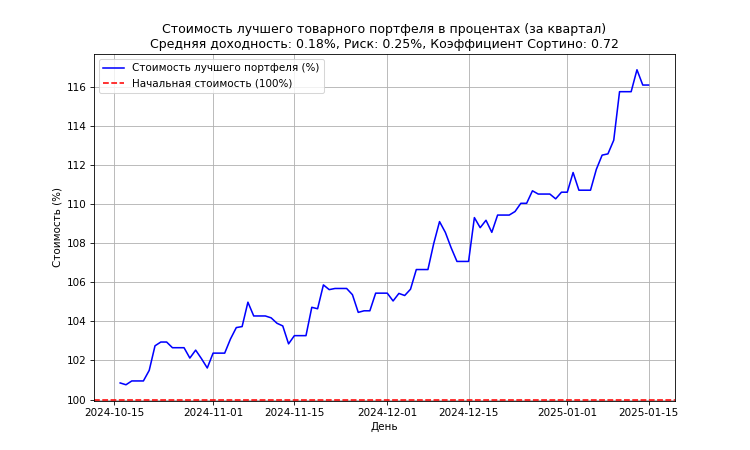 Стоимость лучшего товарного портфеля в процентах (за квартал)
Средняя доходность: 0.18%, Риск: 0.25%, Коэффициент Сортино: 0.72
Стоимость лучшего портфеля (%)
Начальная стоимость (100%)
Стоимость (%)
116
114
112
110
108
106
104
102
100
2024-10-15
2024-11-01
2024-11-15
2024-12-01
2024-12-15
2025-01-01
2025-01-15
День